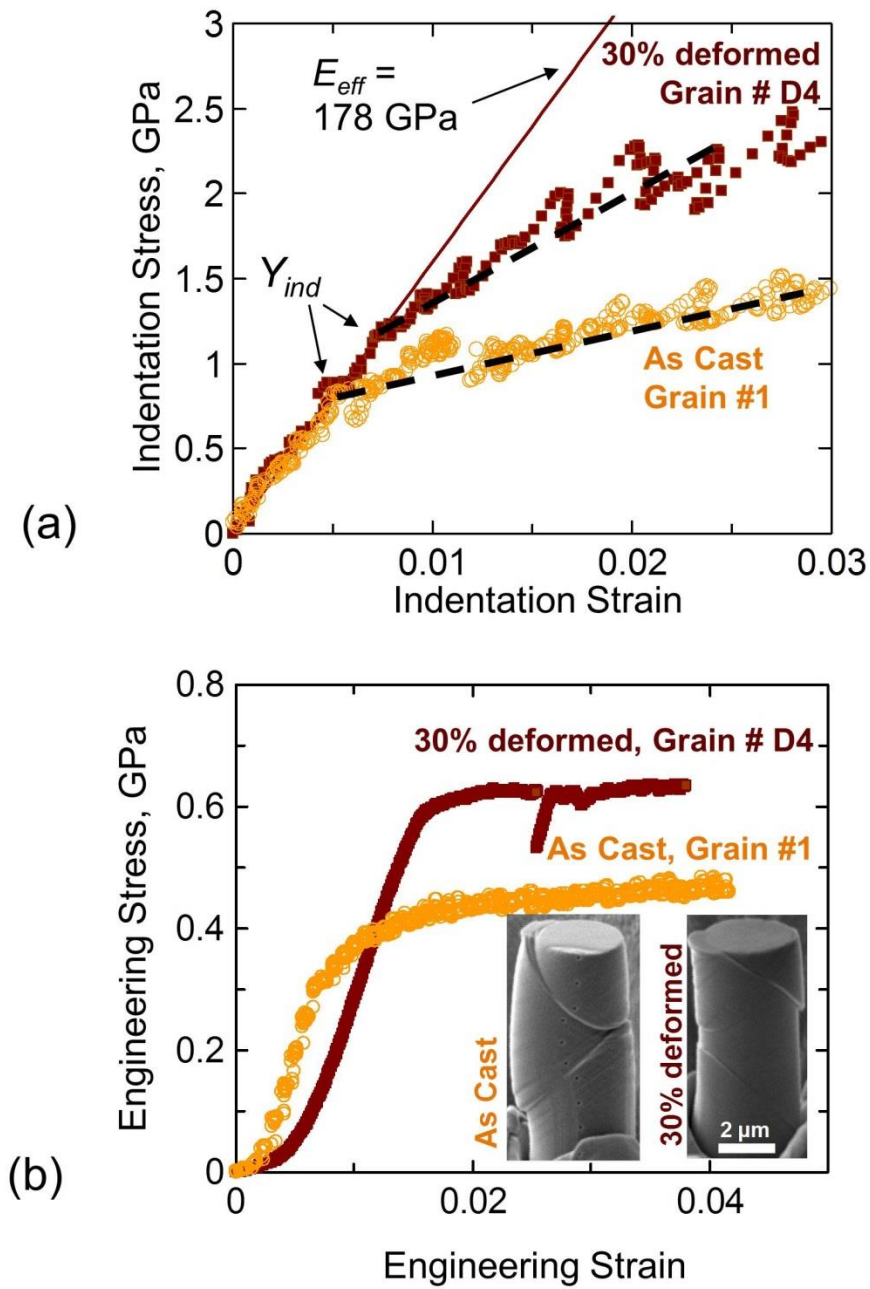 3
2.5
2
1.5
1
0.5
0
0
0.01
0.02
0.03
Indentation Stress, GPa
Indentation Strain
E_eff =
178 GPa
30% deformed
Grain # D4
Y_ind
As Cast
Grain #1
(a)
0.8
0.6
0.4
0.2
0
0
0.02
0.04
Engineering Stress, GPa
Engineering Strain
30% deformed, Grain # D4
As Cast, Grain #1
As Cast
30% deformed
2 µm
(b)